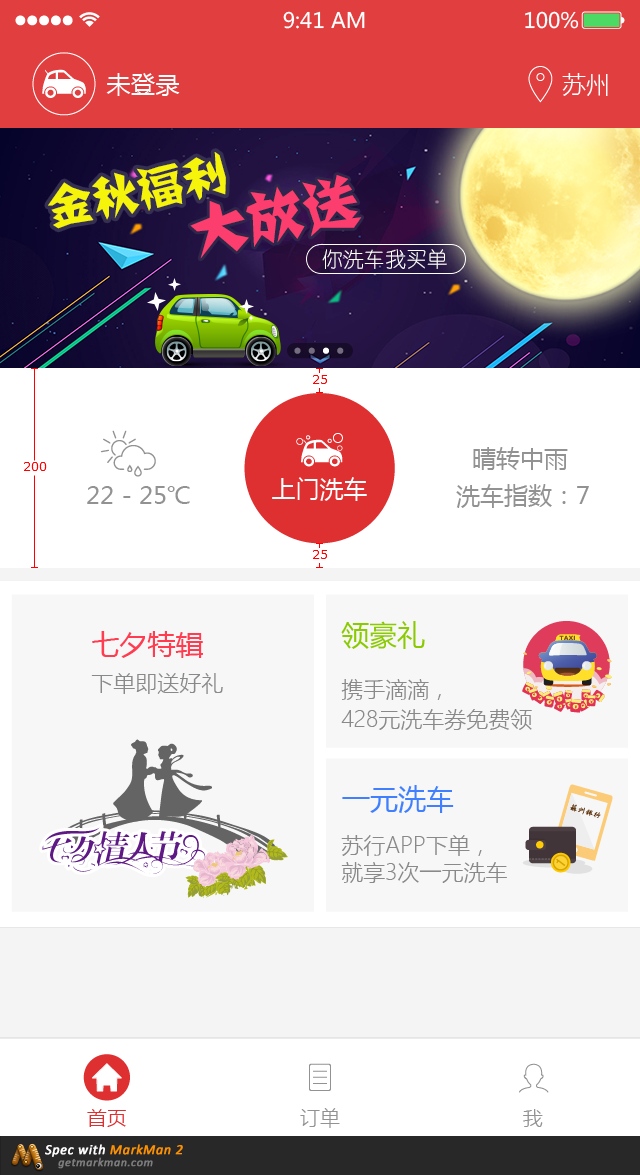 9:41 AM
100%
未登录
苏州
金秋福利
大放送
你洗车我买单
25
200
22 - 25℃
上门洗车
晴转中雨
洗车指数：7
25
七夕特辑
下单即送好礼
七夕情人节
领豪礼
携手滴滴，
428元洗车券免费领
TAXI
一元洗车
苏行APP下单，
就享3次一元洗车
苏州银行
首页
订单
我
Spec with MarkMan 2
getmarkman.com